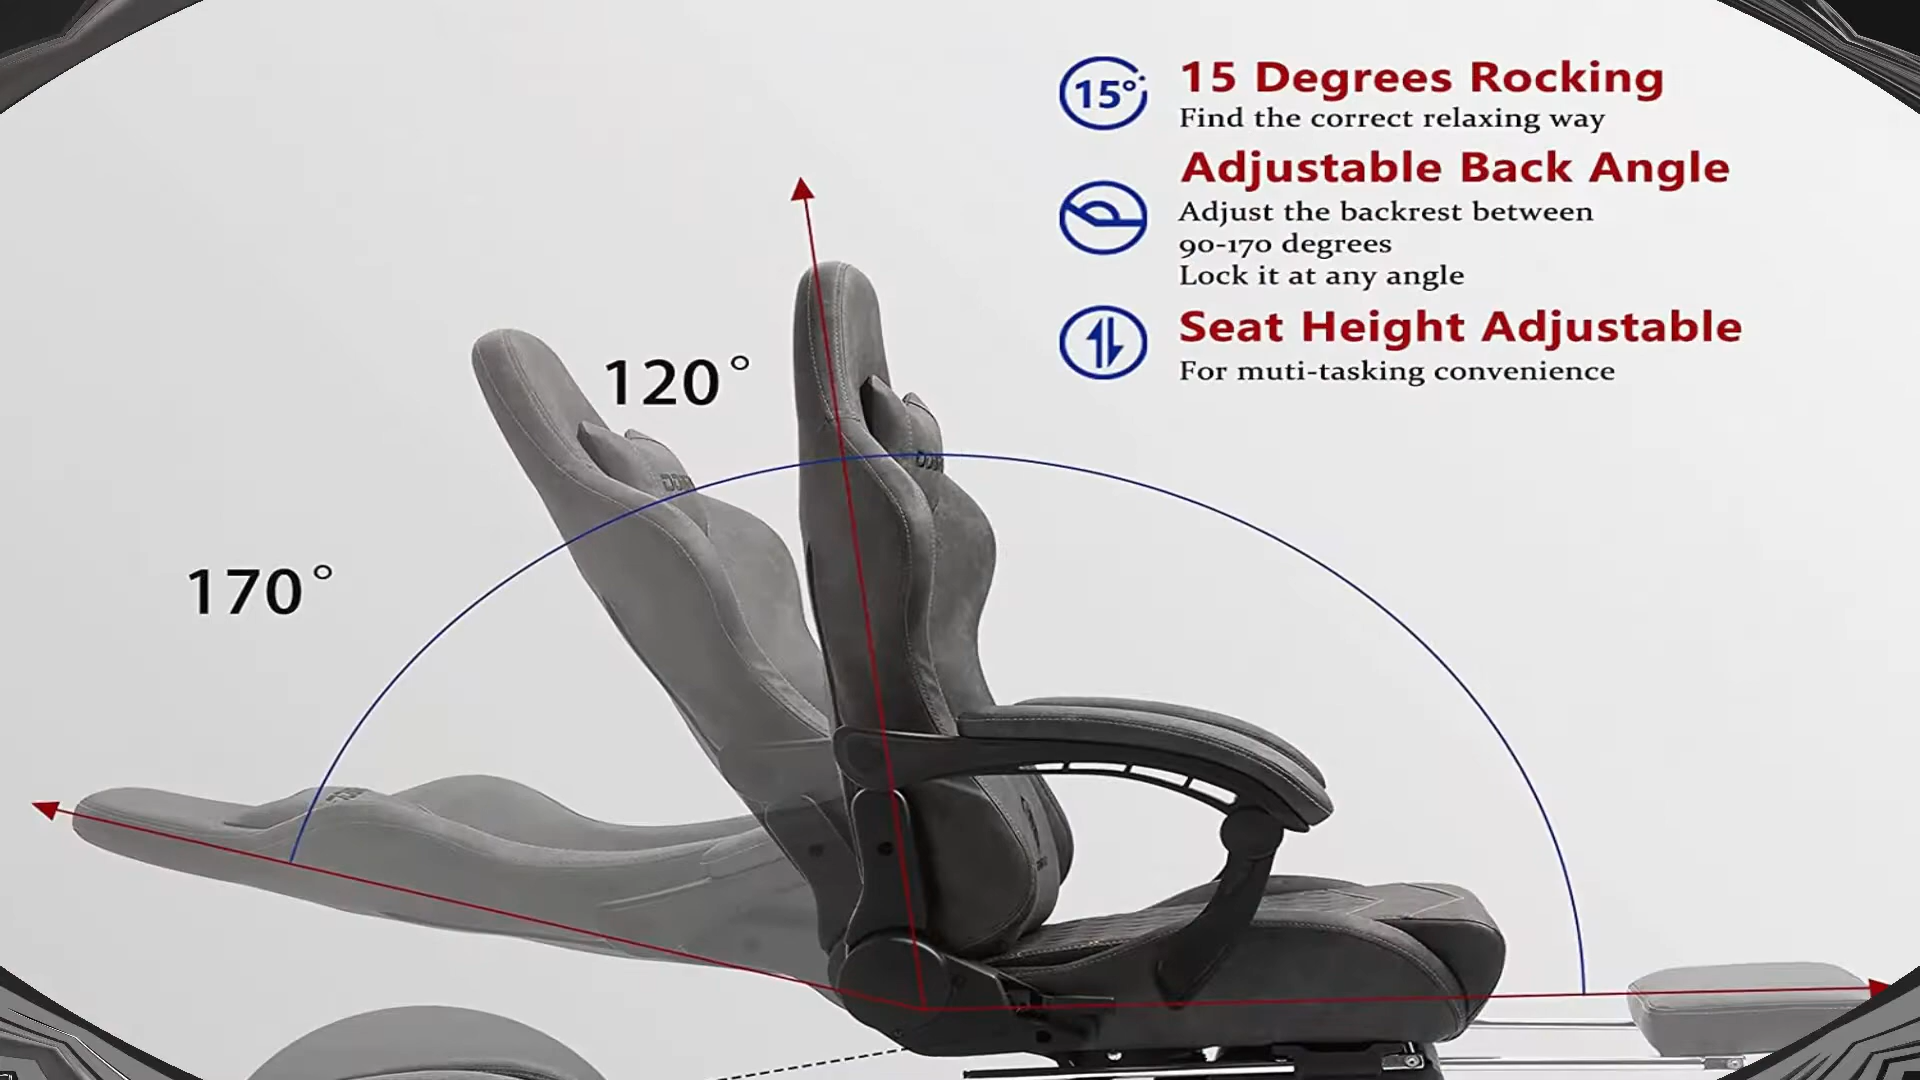 15°
15 Degrees Rocking
Find the correct relaxing way
Adjustable Back Angle
Adjust the backrest between
90-170 degrees
Lock it at any angle
Seat Height Adjustable
For muti-tasking convenience
120°
170°